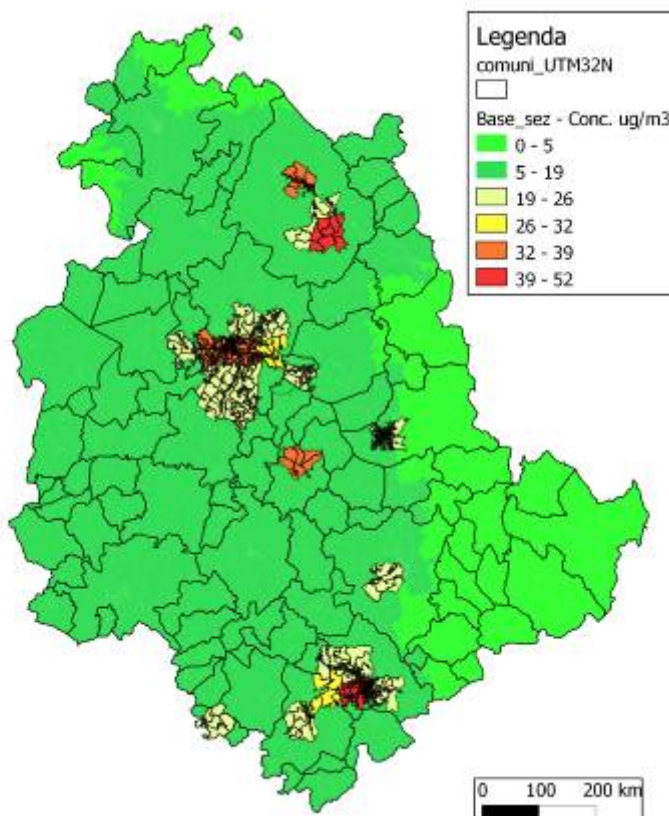 Legenda
comuni_UTM32N
Base_sez - Conc. ug/m3
0 - 5
5 - 19
19 - 26
26 - 32
32 - 39
39 - 52
0 100 200 km